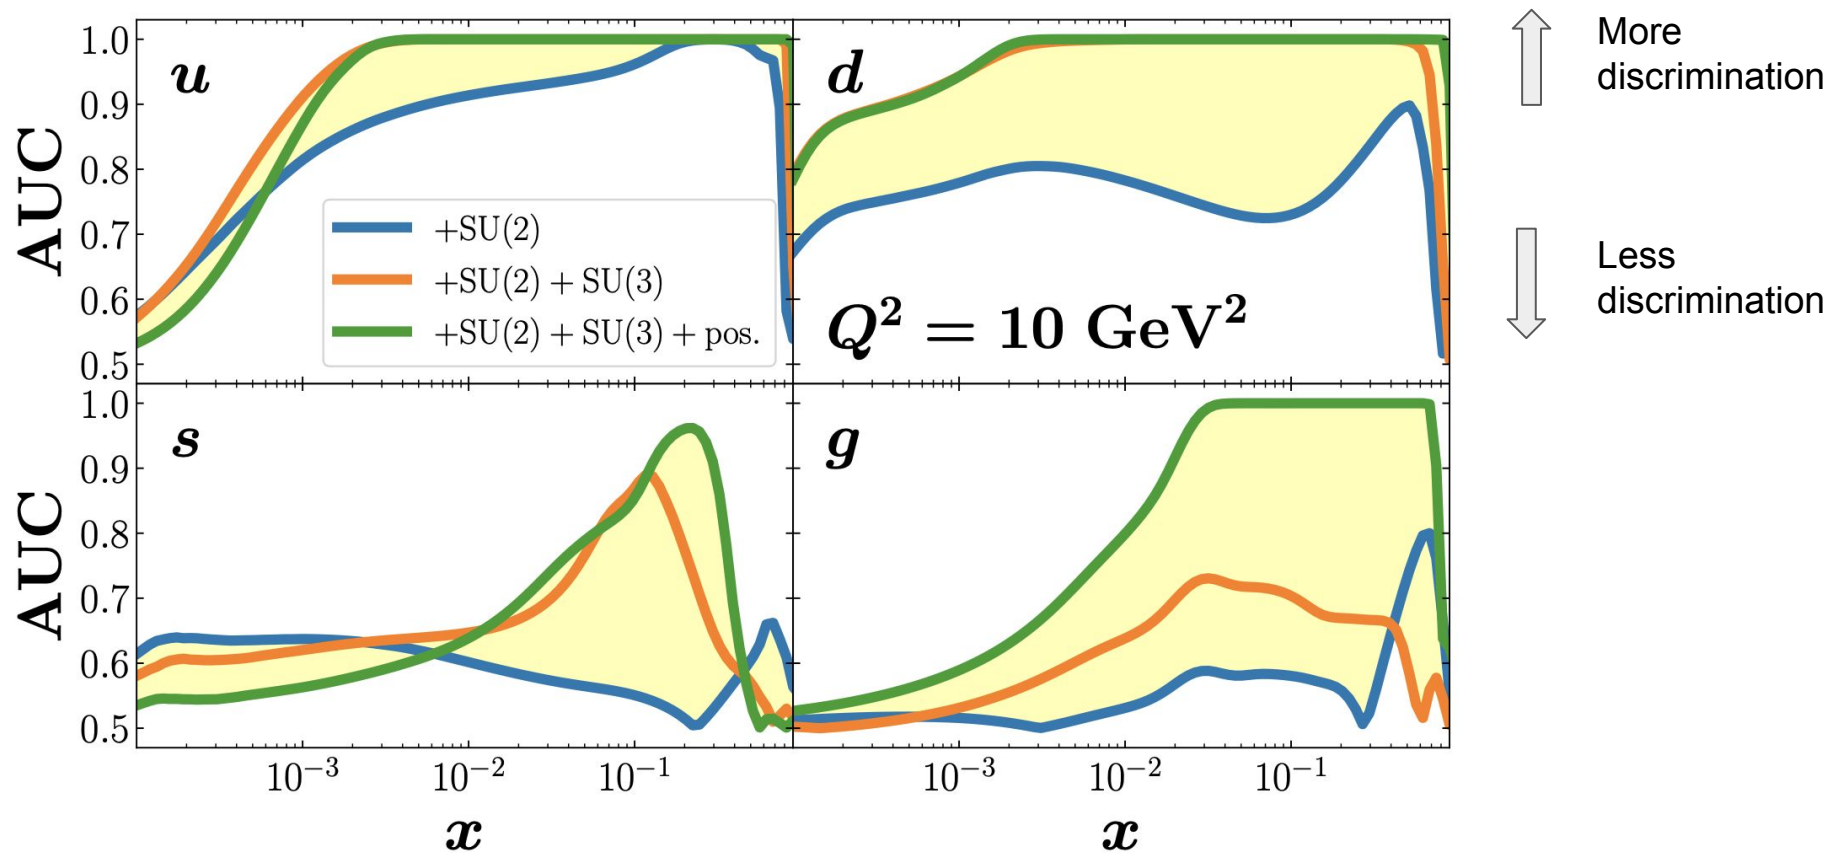 AUC
1.0
0.9
0.8
0.7
0.6
0.5
u
+SU(2)
+SU(2) + SU(3)
+SU(2) + SU(3) + pos.
d
Q² = 10 GeV²
More
discrimination
Less
discrimination
AUC
1.0
0.9
0.8
0.7
0.6
0.5
s
g
10⁻³ 10⁻² 10⁻¹ 10⁻³ 10⁻² 10⁻¹
x x